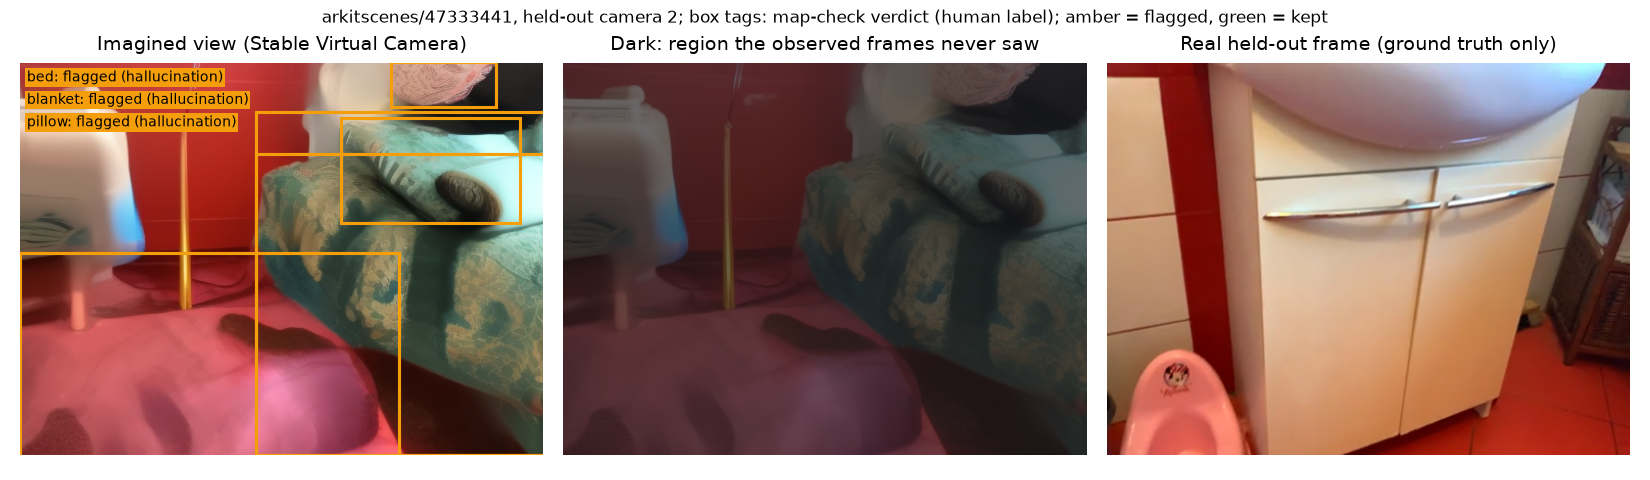 arkitscenes/47333441, held-out camera 2; box tags: map-check verdict (human label); amber = flagged, green = kept
Imagined view (Stable Virtual Camera)
Dark: region the observed frames never saw
Real held-out frame (ground truth only)
bed: flagged (hallucination)
blanket: flagged (hallucination)
pillow: flagged (hallucination)